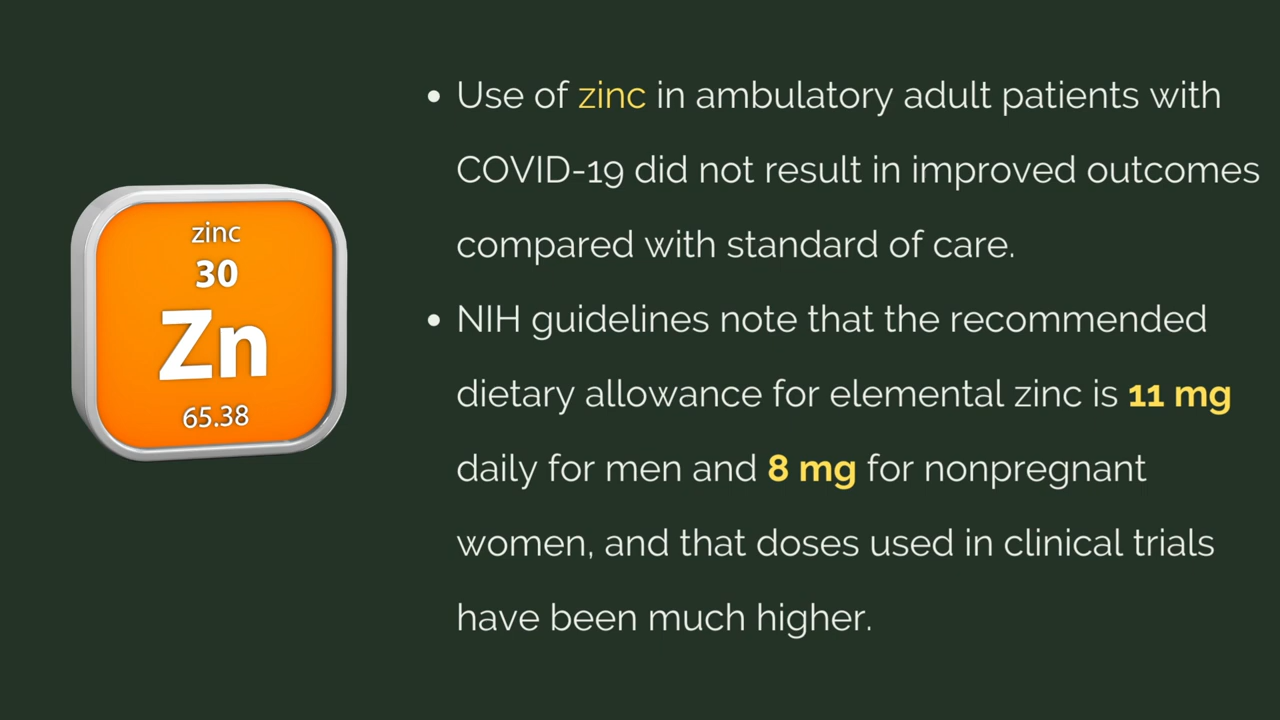 zinc
30
Zn
65.38
• Use of zinc in ambulatory adult patients with
COVID-19 did not result in improved outcomes
compared with standard of care.
• NIH guidelines note that the recommended
dietary allowance for elemental zinc is 11 mg
daily for men and 8 mg for nonpregnant
women, and that doses used in clinical trials
have been much higher.